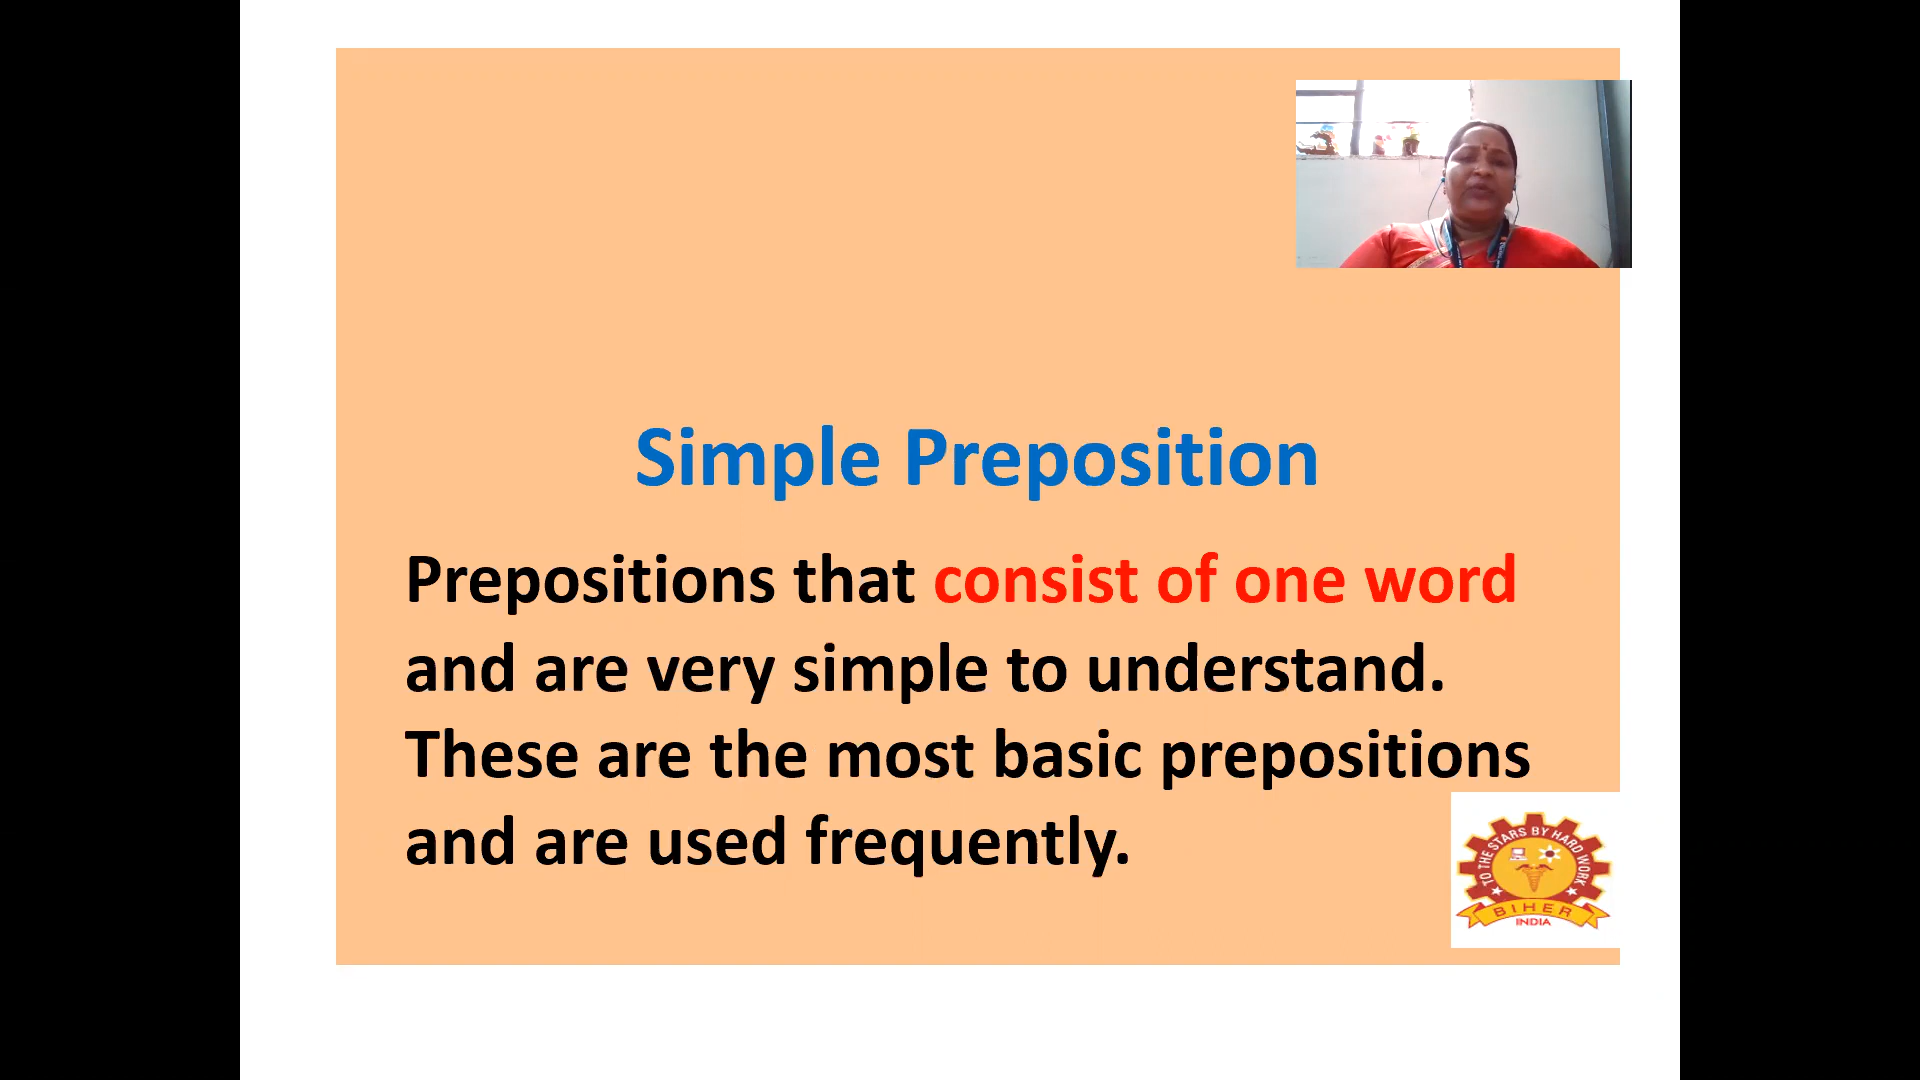 Simple Preposition
Prepositions that consist of one word
and are very simple to understand.
These are the most basic prepositions
and are used frequently.
TO THE STARS BY HARD WORK
BIHER
INDIA